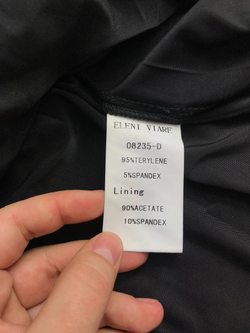 ELENI VIARE
08235-D
95%TERYLENE
5%SPANDEX
Lining
90%ACETATE
10%SPANDEX